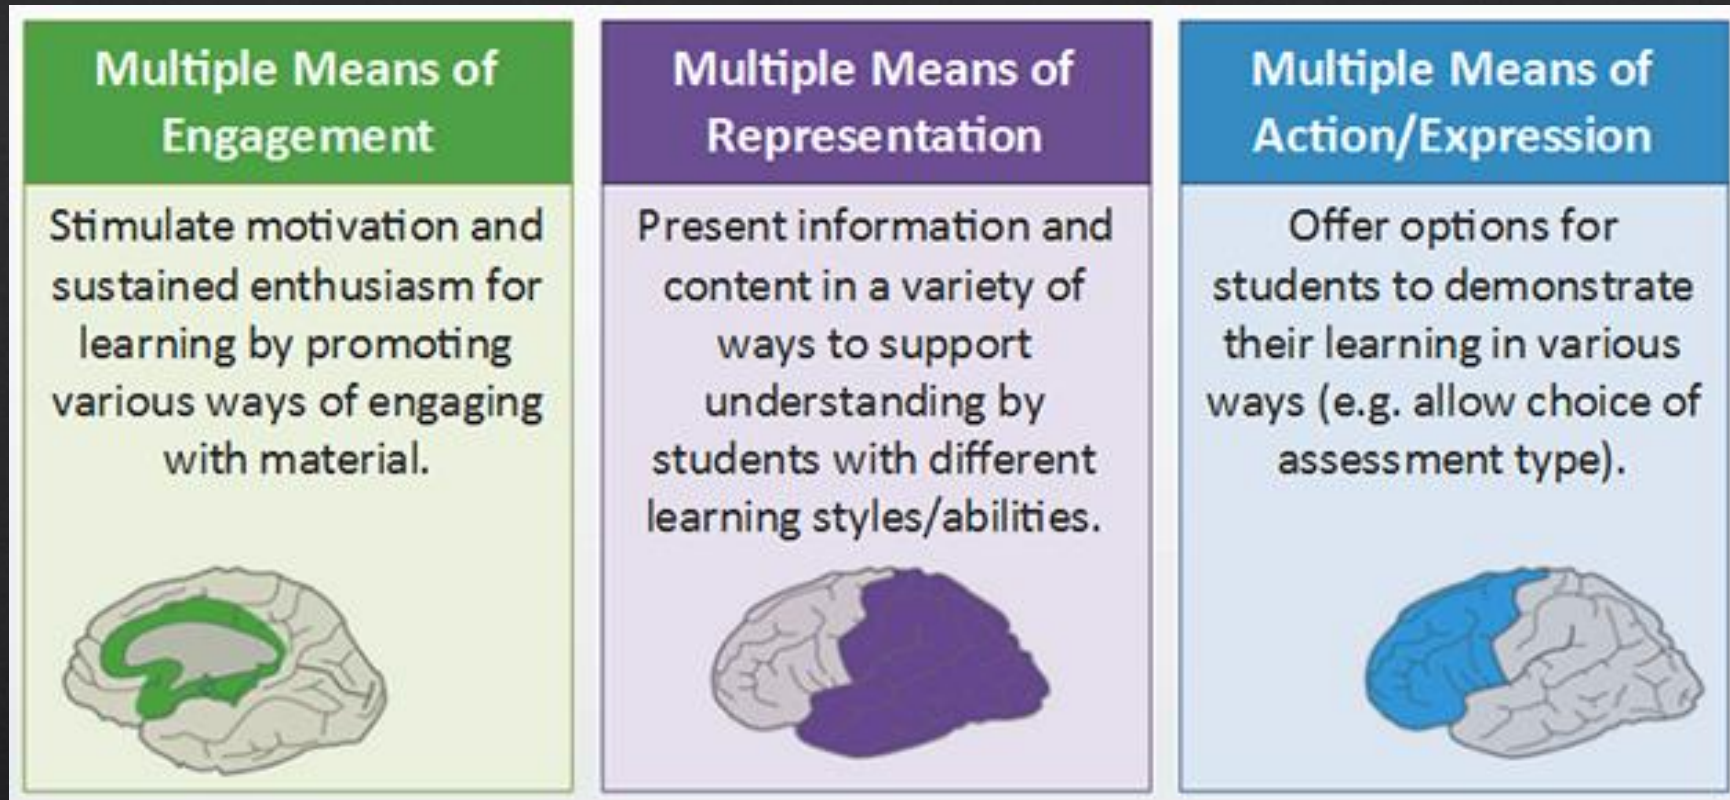 Multiple Means of
Engagement
Stimulate motivation and
sustained enthusiasm for
learning by promoting
various ways of engaging
with material.
Multiple Means of
Representation
Present information and
content in a variety of
ways to support
understanding by
students with different
learning styles/abilities.
Multiple Means of
Action/Expression
Offer options for
students to demonstrate
their learning in various
ways (e.g. allow choice of
assessment type).